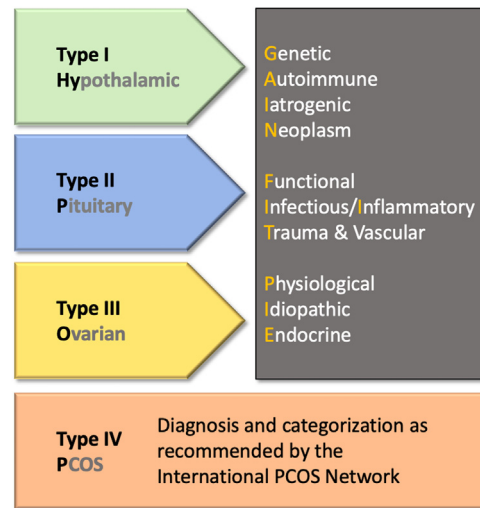 Type I
Hypothalamic
Type II
Pituitary
Type III
Ovarian
Genetic
Autoimmune
Iatrogenic
Neoplasm
Functional
Infectious/Inflammatory
Trauma & Vascular
Physiological
Idiopathic
Endocrine
Type IV
PCOS
Diagnosis and categorization as
recommended by the
International PCOS Network